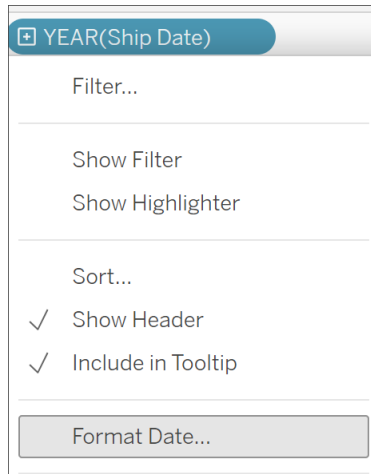 YEAR(Ship Date)
Filter...
Show Filter
Show Highlighter
Sort...
Show Header
Include in Tooltip
Format Date...